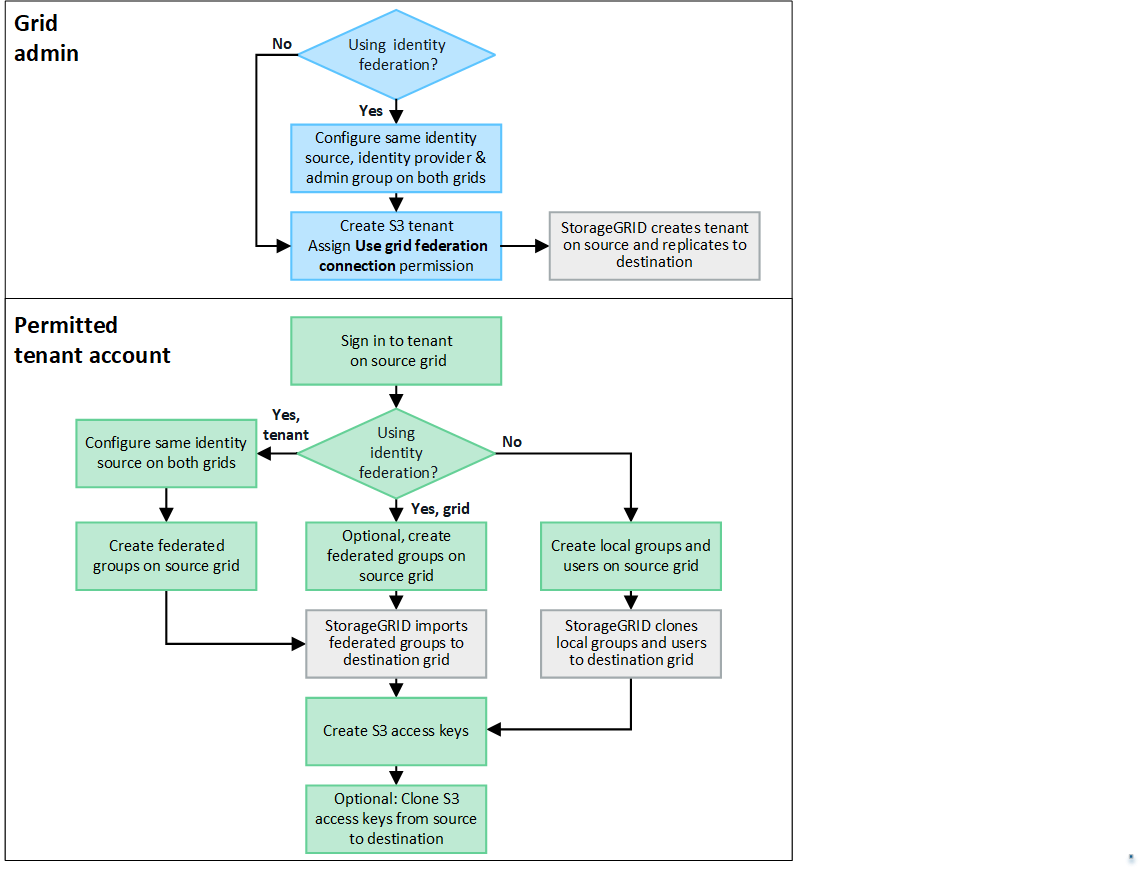 Grid
admin
No
Using identity
federation?
Yes
Configure same identity
source, identity provider &
admin group on both grids
Create S3 tenant
Assign Use grid federation
connection permission
StorageGRID creates tenant
on source and replicates to
destination
Permitted
tenant account
Sign in to tenant
on source grid
Yes,
tenant
Using
identity
federation?
No
Configure same identity
source on both grids
Yes, grid
Create federated
groups on source grid
Optional, create
federated groups on
source grid
Create local groups and
users on source grid
StorageGRID imports
federated groups to
destination grid
StorageGRID clones
local groups and users
to destination grid
Create S3 access keys
Optional: Clone S3
access keys from source
to destination